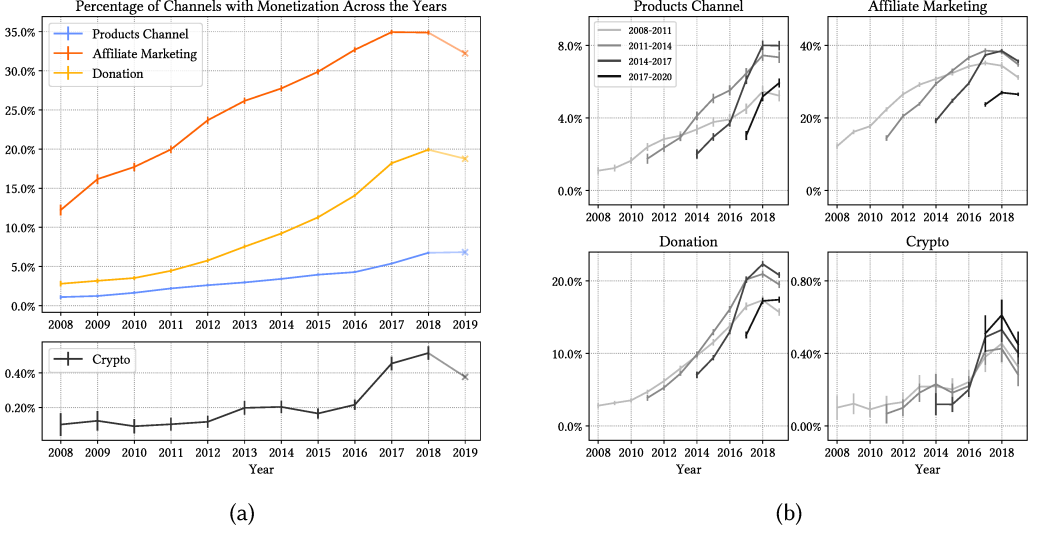 Percentage of Channels with Monetization Across the Years
35.0%
30.0%
25.0%
20.0%
15.0%
10.0%
5.0%
0.0%
Products Channel
Affiliate Marketing
Donation
2008 2009 2010 2011 2012 2013 2014 2015 2016 2017 2018 2019
0.40%
0.20%
Crypto
2008 2009 2010 2011 2012 2013 2014 2015 2016 2017 2018 2019
Year
(a)
Products Channel
8.0%
4.0%
0.0%
2008-2011
2011-2014
2014-2017
2017-2020
2008 2010 2012 2014 2016 2018
Affiliate Marketing
40%
20%
0%
2008 2010 2012 2014 2016 2018
Donation
20.0%
10.0%
0.0%
2008 2010 2012 2014 2016 2018
Year
Crypto
0.80%
0.40%
0.00%
2008 2010 2012 2014 2016 2018
Year
(b)